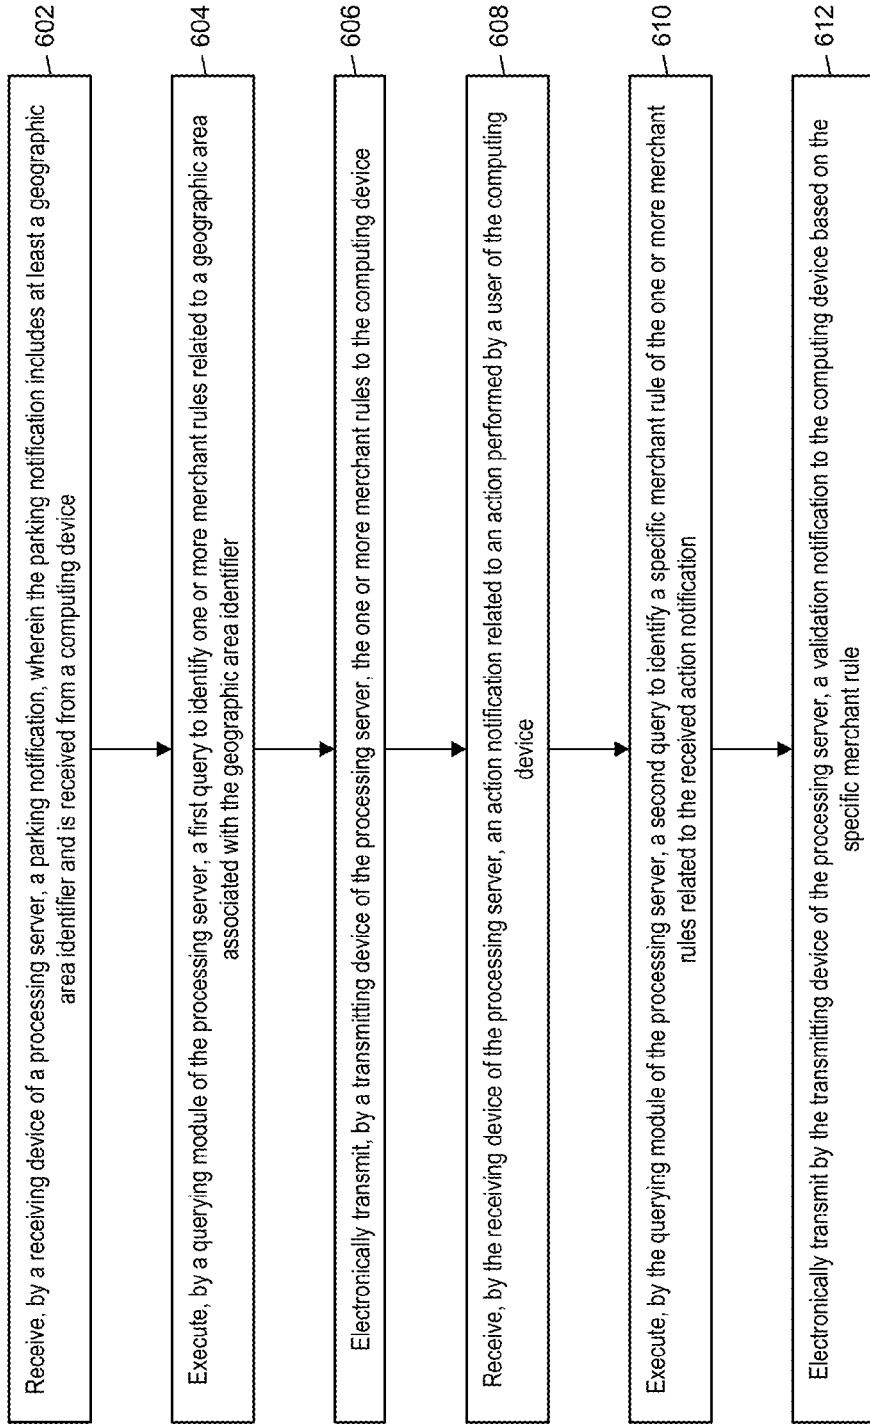 Receive, by a receiving device of a processing server, a parking notification, wherein the parking notification includes at least a geographic
area identifier and is received from a computing device
602
Execute, by a querying module of the processing server, a first query to identify one or more merchant rules related to a geographic area
associated with the geographic area identifier
604
Electronically transmit, by a transmitting device of the processing server, the one or more merchant rules to the computing device
606
Receive, by the receiving device of the processing server, an action notification related to an action performed by a user of the computing
device
608
Execute, by the querying module of the processing server, a second query to identify a specific merchant rule of the one or more merchant
rules related to the received action notification
610
Electronically transmit by the transmitting device of the processing server, a validation notification to the computing device based on the
specific merchant rule
612